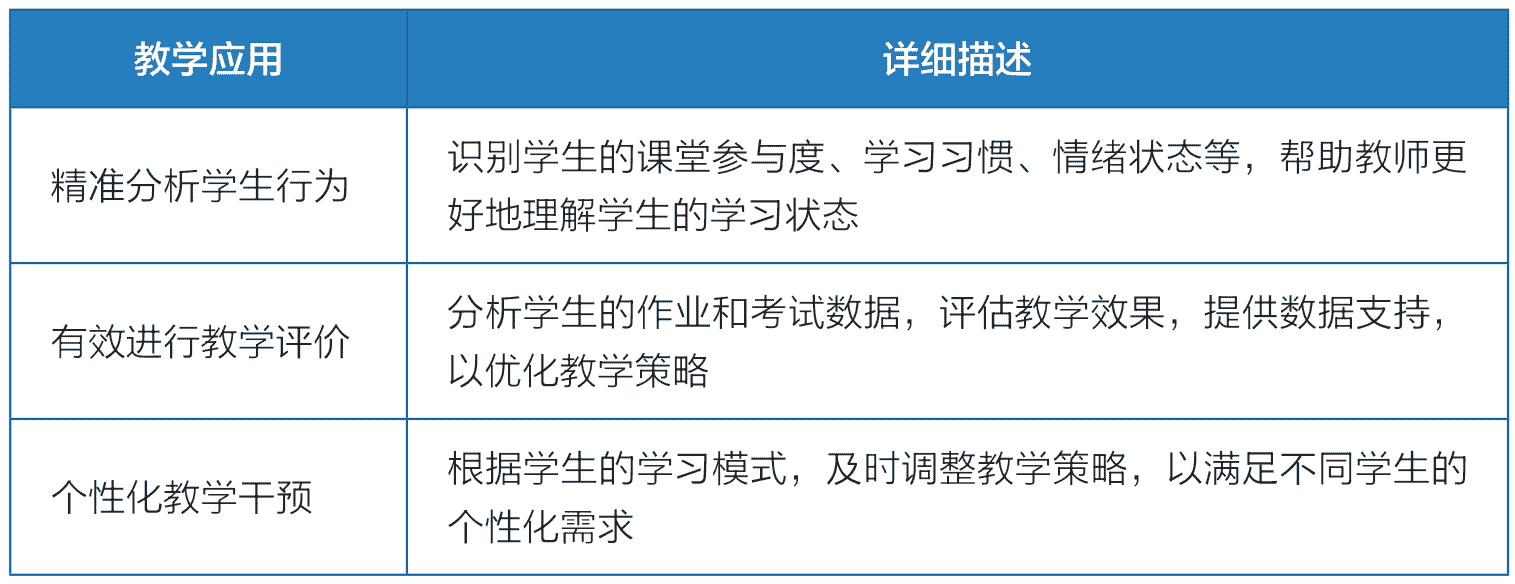 教学应用
详细描述
精准分析学生行为
识别学生的课堂参与度、学习习惯、情绪状态等，帮助教师更
好地理解学生的学习状态
有效进行教学评价
分析学生的作业和考试数据，评估教学效果，提供数据支持，
以优化教学策略
个性化教学干预
根据学生的学习模式，及时调整教学策略，以满足不同学生的
个性化需求